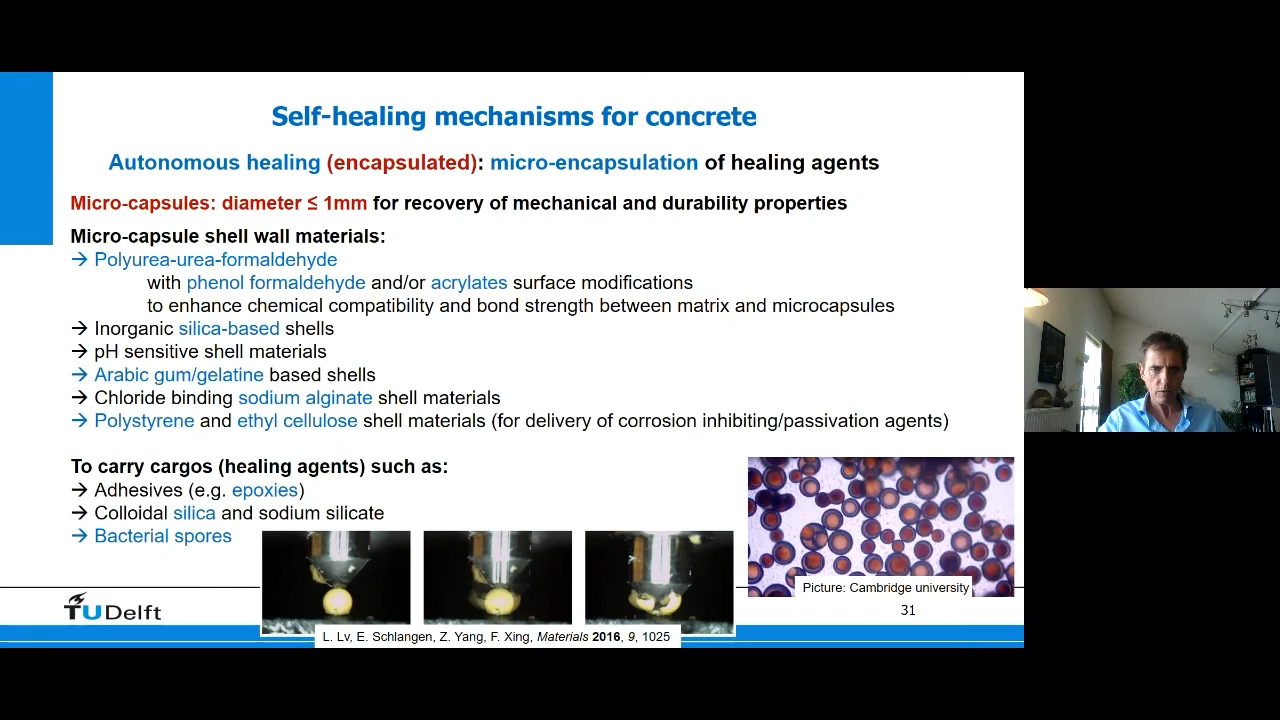 Self-healing mechanisms for concrete
Autonomous healing (encapsulated): micro-encapsulation of healing agents
Micro-capsules: diameter ≤ 1mm for recovery of mechanical and durability properties
Micro-capsule shell wall materials:
→ Polyurea-urea-formaldehyde
with phenol formaldehyde and/or acrylates surface modifications
to enhance chemical compatibility and bond strength between matrix and microcapsules
→ Inorganic silica-based shells
→ pH sensitive shell materials
→ Arabic gum/gelatine based shells
→ Chloride binding sodium alginate shell materials
→ Polystyrene and ethyl cellulose shell materials (for delivery of corrosion inhibiting/passivation agents)
To carry cargos (healing agents) such as:
→ Adhesives (e.g. epoxies)
→ Colloidal silica and sodium silicate
→ Bacterial spores
Picture: Cambridge university
TU Delft
31
L. Lv, E. Schlangen, Z. Yang, F. Xing, Materials 2016, 9, 1025